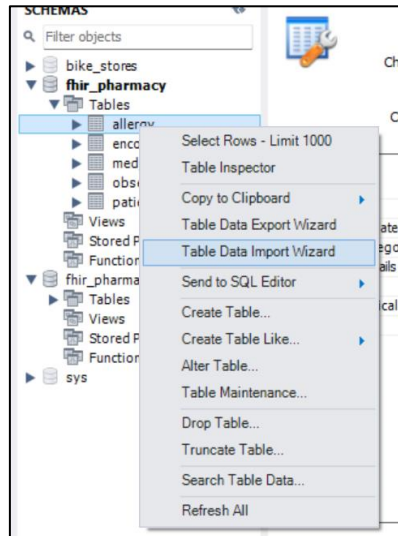 SCHEMAS
Filter objects
bike_stores
fhir_pharmacy
Tables
allergy
enco
med
obse
patie
Views
Stored P
Function
fhir_pharma
Tables
Views
Stored P
Function
sys
Select Rows - Limit 1000
Table Inspector
Copy to Clipboard
Table Data Export Wizard
Table Data Import Wizard
Send to SQL Editor
Create Table...
Create Table Like...
Alter Table...
Table Maintenance...
Drop Table...
Truncate Table...
Search Table Data...
Refresh All
Ch
C
ate
ego
ails
ical